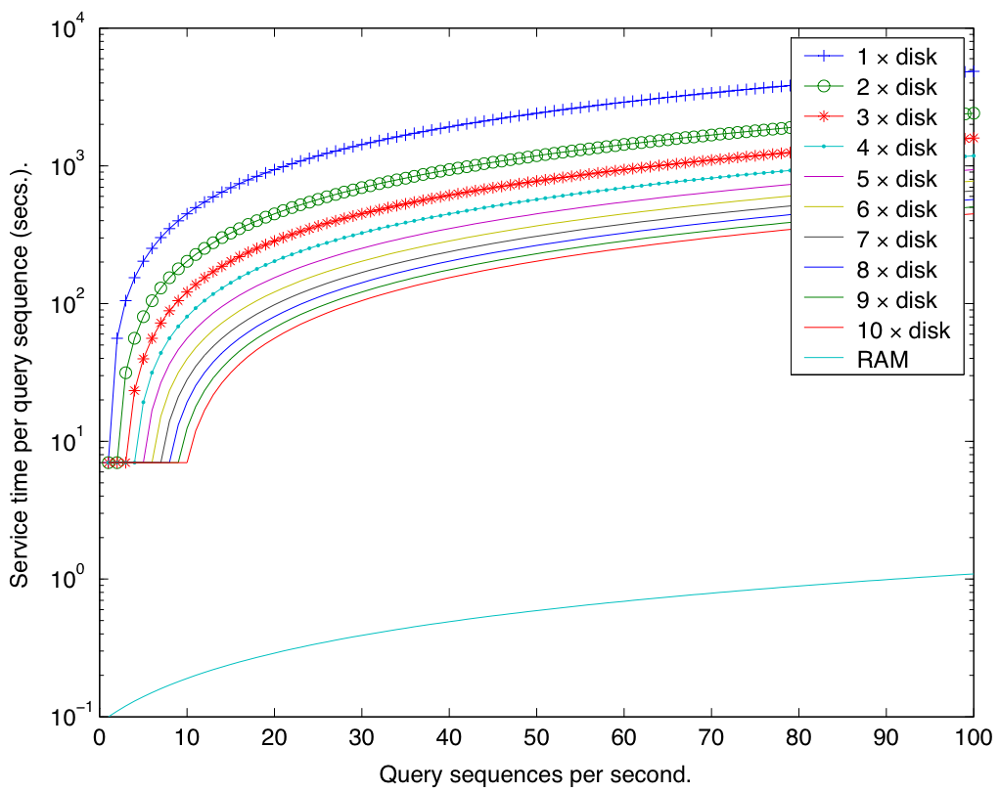 10^4
10^3
10^2
10^1
10^0
10^-1
Service time per query sequence (secs.).
1 × disk
2 × disk
3 × disk
4 × disk
5 × disk
6 × disk
7 × disk
8 × disk
9 × disk
10 × disk
RAM
0 10 20 30 40 50 60 70 80 90 100
Query sequences per second.